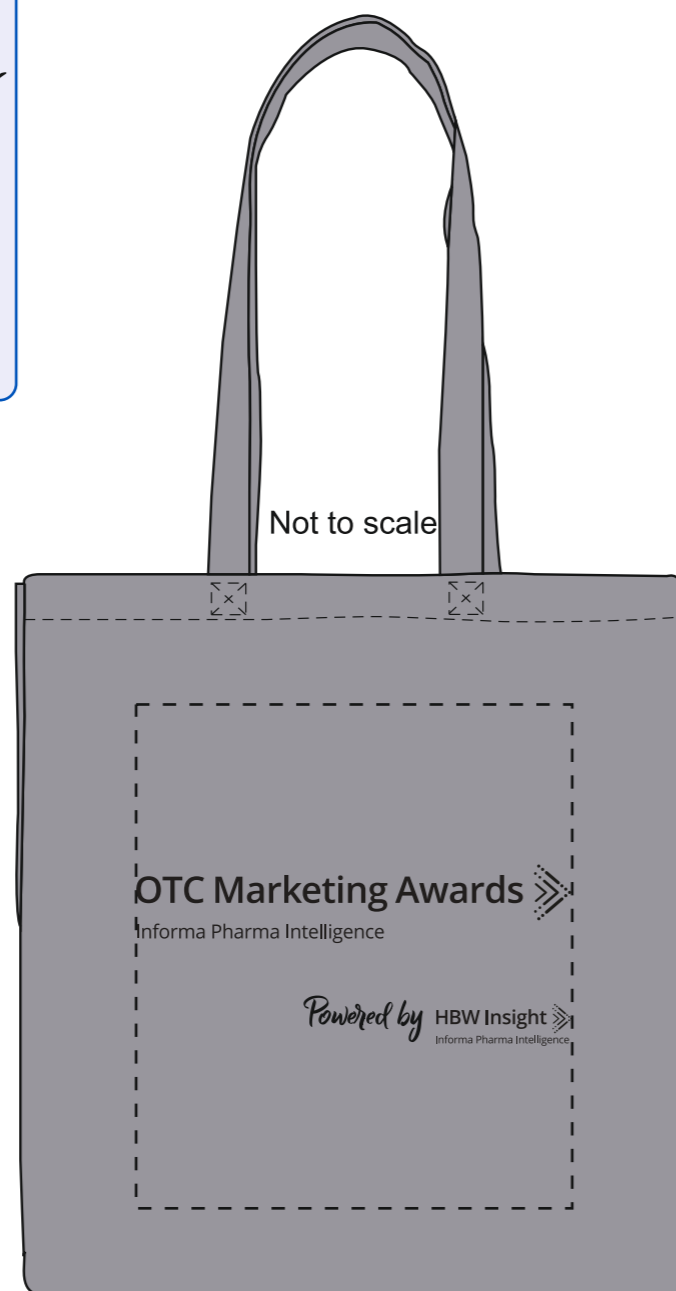 Not to scale
OTC Marketing Awards
Informa Pharma Intelligence
Powered by HBW Insight
Informa Pharma Intelligence